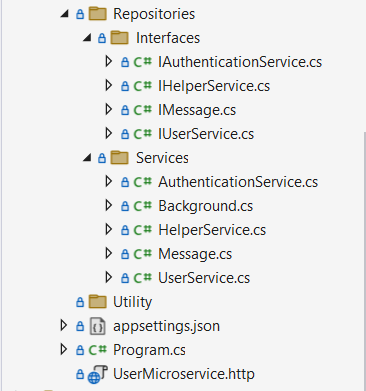 Repositories
Interfaces
C# IAuthenticationService.cs
C# IHelperService.cs
C# IMessage.cs
C# IUserService.cs
Services
C# AuthenticationService.cs
C# Background.cs
C# HelperService.cs
C# Message.cs
C# UserService.cs
Utility
appsettings.json
C# Program.cs
UserMicroservice.http